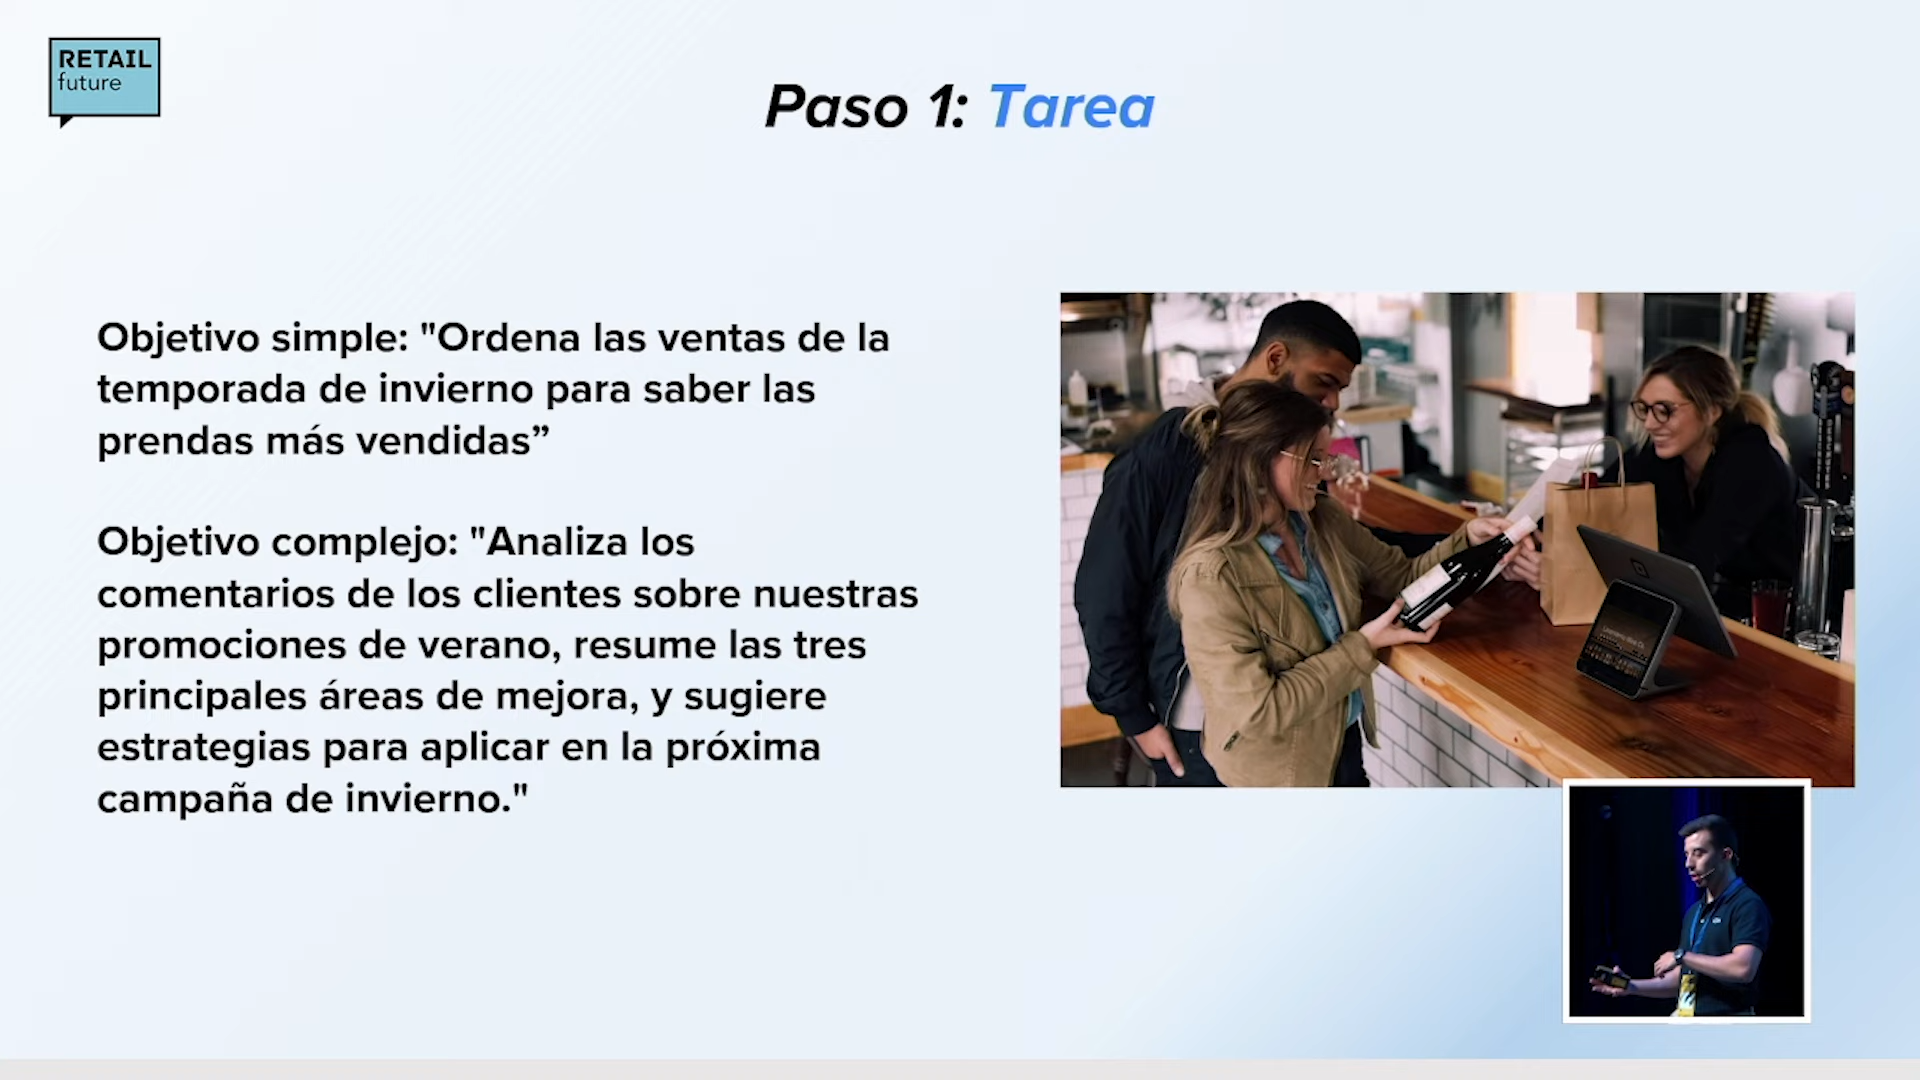 RETAIL
future
Paso 1: Tarea
Objetivo simple: "Ordena las ventas de la
temporada de invierno para saber las
prendas más vendidas”
Objetivo complejo: "Analiza los
comentarios de los clientes sobre nuestras
promociones de verano, resume las tres
principales áreas de mejora, y sugiere
estrategias para aplicar en la próxima
campaña de invierno."